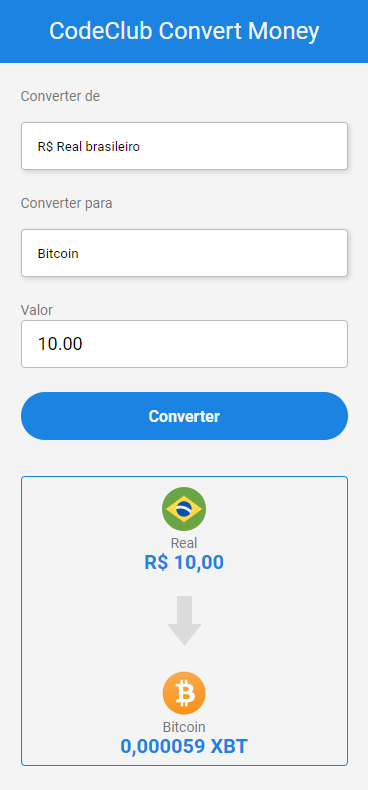 CodeClub Convert Money
Converter de
R$ Real brasileiro
Converter para
Bitcoin
Valor
10.00
Converter
Real
R$ 10,00
Bitcoin
0,000059 XBT